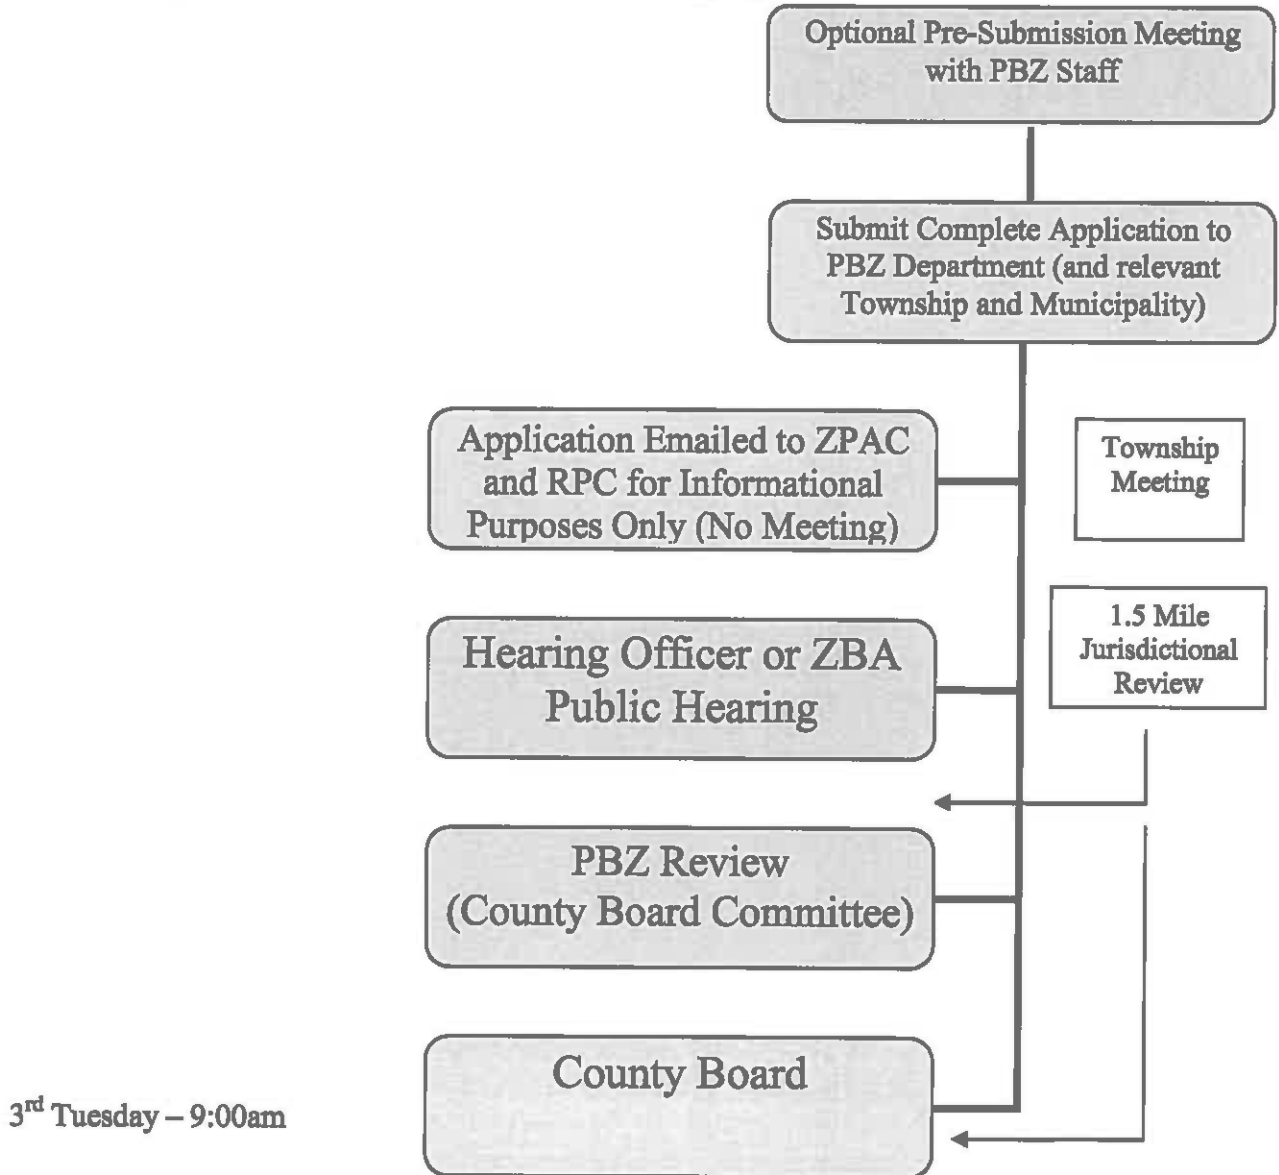 Optional Pre-Submission Meeting
with PBZ Staff
Submit Complete Application to
PBZ Department (and relevant
Township and Municipality)
Application Emailed to ZPAC
and RPC for Informational
Purposes Only (No Meeting)
Township
Meeting
Hearing Officer or ZBA
Public Hearing
1.5 Mile
Jurisdictional
Review
PBZ Review
(County Board Committee)
County Board
3rd Tuesday – 9:00am